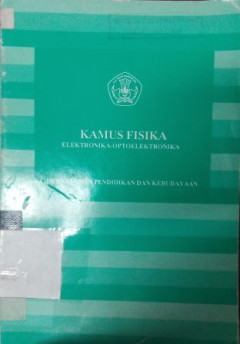 KAMUS FISIKA
ELEKTRONIKA-OPTOELEKTRONIKA
PENDIDIKAN DAN KEBUDAYAAN